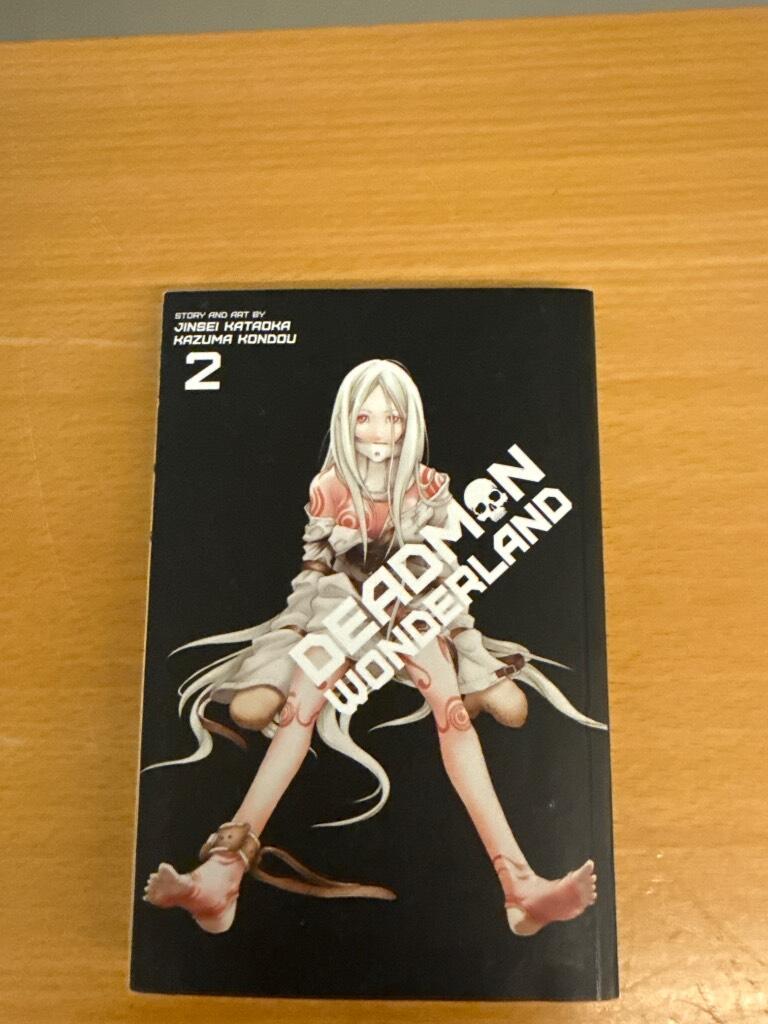 STORY AND ART BY
JINSEI KATAOKA
KAZUMA KONDOU
2
DEADMAN
WONDERLAND